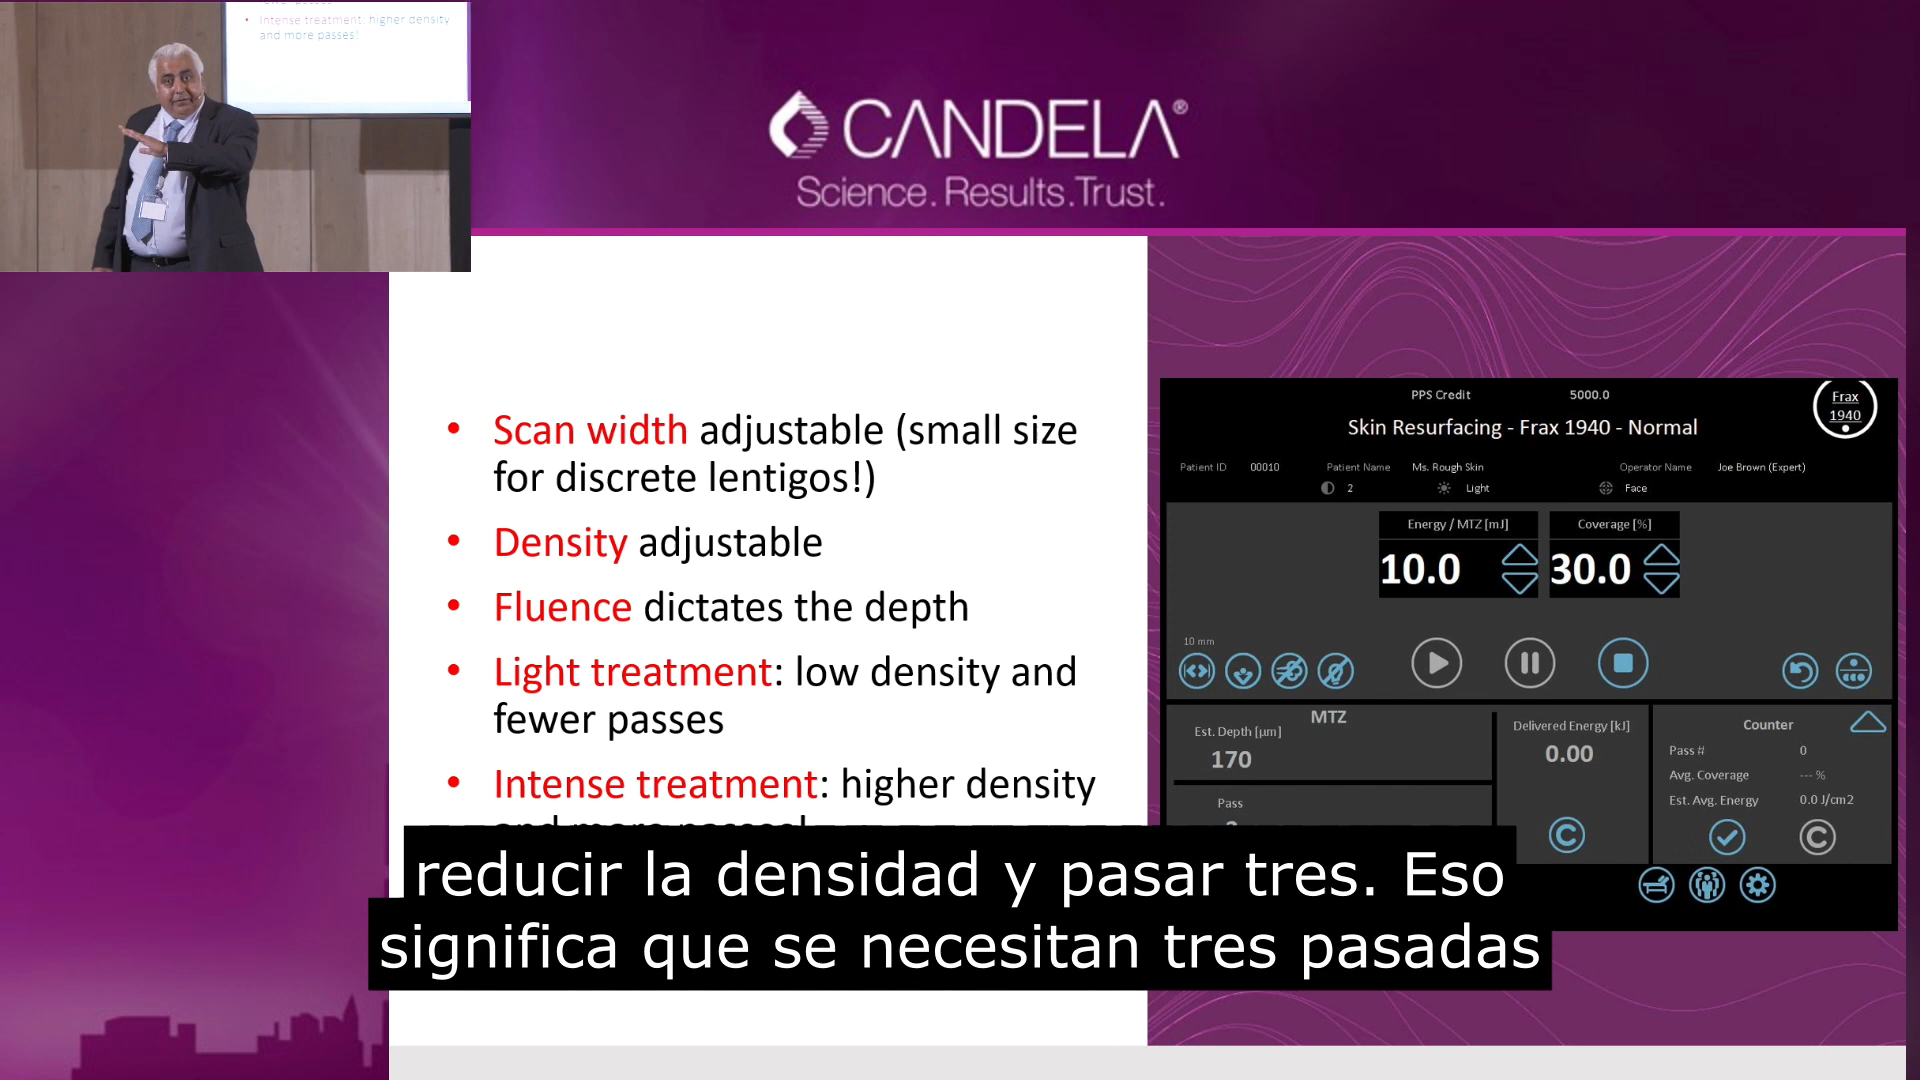 Intense treatment: higher density
and more passes!
CANDELA®
Science. Results. Trust.
• Scan width adjustable (small size
for discrete lentigos!)
• Density adjustable
• Fluence dictates the depth
• Light treatment: low density and
fewer passes
• Intense treatment: higher density
PPS Credit 5000.0
Frax
1940
Skin Resurfacing - Frax 1940 - Normal
Patient ID 00010 Patient Name Ms. Rough Skin Operator Name Joe Brown (Expert)
2 Light Face
Energy / MTZ [mJ] Coverage [%]
10.0 30.0
10 mm
MTZ
Est. Depth [µm]
170
Pass
Delivered Energy [kJ]
0.00
Counter
Pass # 0
Avg. Coverage --- %
Est. Avg. Energy 0.0 J/cm2
reducir la densidad y pasar tres. Eso
significa que se necesitan tres pasadas